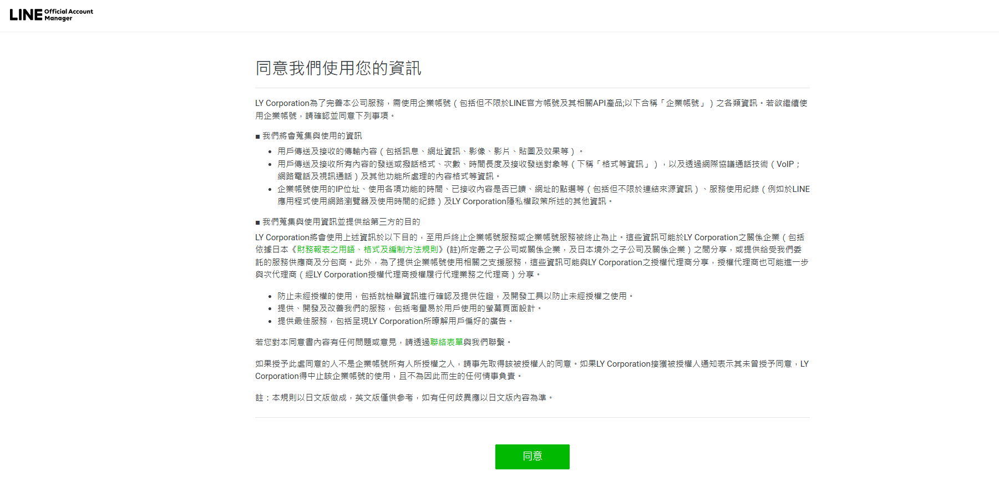 LINE Official Account
Manager
同意我們使用您的資訊
LY Corporation為了完善本公司服務，需使用企業帳號（包括但不限於LINE官方帳號及其相關API產品;以下合稱「企業帳號」）之各類資訊。若欲繼續使
用企業帳號，請確認並同意下列事項。
■ 我們將會蒐集與使用的資訊
• 用戶傳送及接收的傳輸內容（包括訊息、網址資訊、影像、影片、貼圖及效果等）。
• 用戶傳送及接收所有內容的發送或撥話格式、次數、時間長度及接收發送對象等（下稱「格式等資訊」），以及透過網際協議通話技術（VoIP；
網路電話及視訊通話）及其他功能所處理的內容格式等資訊。
• 企業帳號使用的IP位址、使用各項功能的時間、已接收內容是否已讀、網址的點選等（包括但不限於連結來源資訊）、服務使用紀錄（例如於LINE
應用程式使用網路瀏覽器及使用時間的紀錄）及LY Corporation隱私權政策所述的其他資訊。
■ 我們蒐集與使用資訊並提供給第三方的目的
LY Corporation將會使用上述資訊於以下目的，至用戶終止企業帳號服務或企業帳號服務被終止為止。這些資訊可能於LY Corporation之關係企業（包括
依據日本《財務報表之用語、格式及編制方法規則》(註)所定義之子公司或關係企業，及日本境外之子公司及關係企業）之間分享，或提供給受我們委
託的服務供應商及分包商。此外，為了提供企業帳號使用相關之支援服務，這些資訊可能與LY Corporation之授權代理商分享，授權代理商也可能進一步
與次代理商（經LY Corporation授權代理商授權履行代理業務之代理商）分享。
• 防止未經授權的使用，包括就檢舉資訊進行確認及提供佐證，及開發工具以防止未經授權之使用。
• 提供、開發及改善我們的服務，包括考量易於用戶使用的螢幕頁面設計。
• 提供最佳服務，包括呈現LY Corporation所暸解用戶偏好的廣告。
若您對本同意書內容有任何問題或意見，請透過聯絡表單與我們聯繫。
如果授予此處同意的人不是企業帳號所有人所授權之人，請事先取得該被授權人的同意。如果LY Corporation接獲被授權人通知表示其未曾授予同意，LY
Corporation得中止該企業帳號的使用，且不為因此而生的任何情事負責。
註：本規則以日文版做成，英文版僅供參考，如有任何歧異應以日文版內容為準。
同意